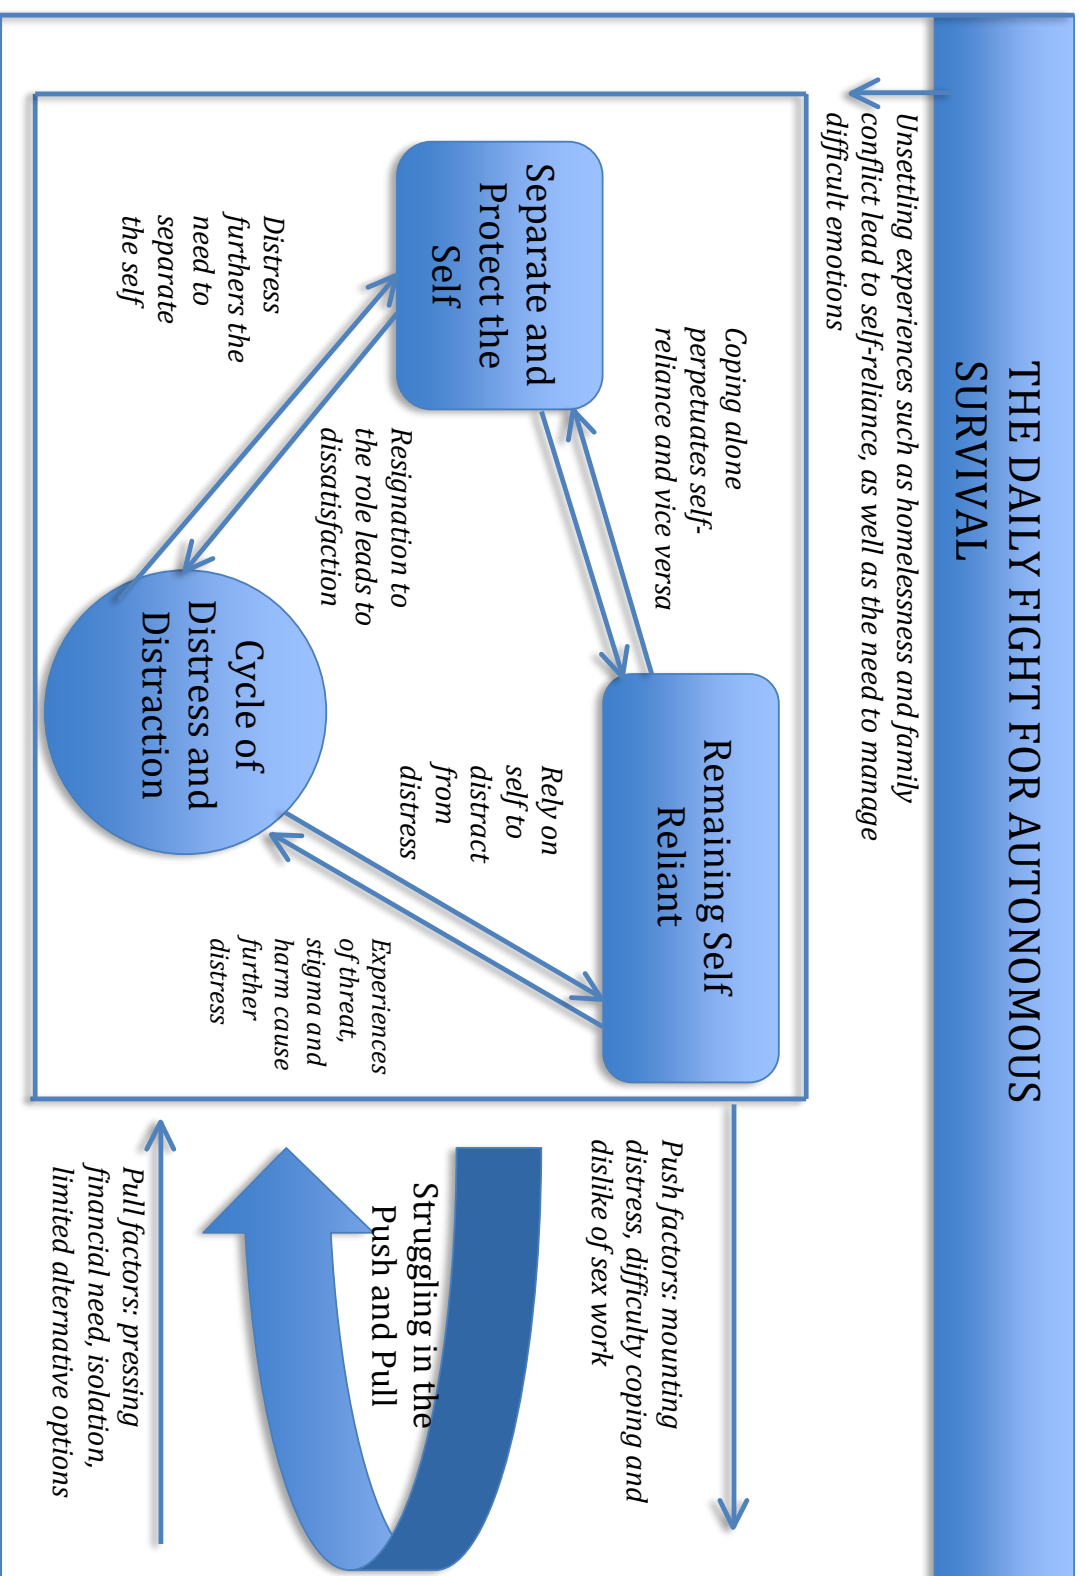 THE DAILY FIGHT FOR AUTONOMOUS
SURVIVAL
Unsettling experiences such as homelessness and family
conflict lead to self-reliance, as well as the need to manage
difficult emotions
Coping alone
perpetuates self-
reliance and vice versa
Separate and
Protect the
Self
Remaining Self
Reliant
Distress
furthers the
need to
separate
the self
Resignation to
the role leads to
dissatisfaction
Rely on
self to
distract
from
distress
Cycle of
Distress and
Distraction
Experiences
of threat,
stigma and
harm cause
further
distress
Push factors: mounting
distress, difficulty coping and
dislike of sex work
Struggling in the
Push and Pull
Pull factors: pressing
financial need, isolation,
limited alternative options